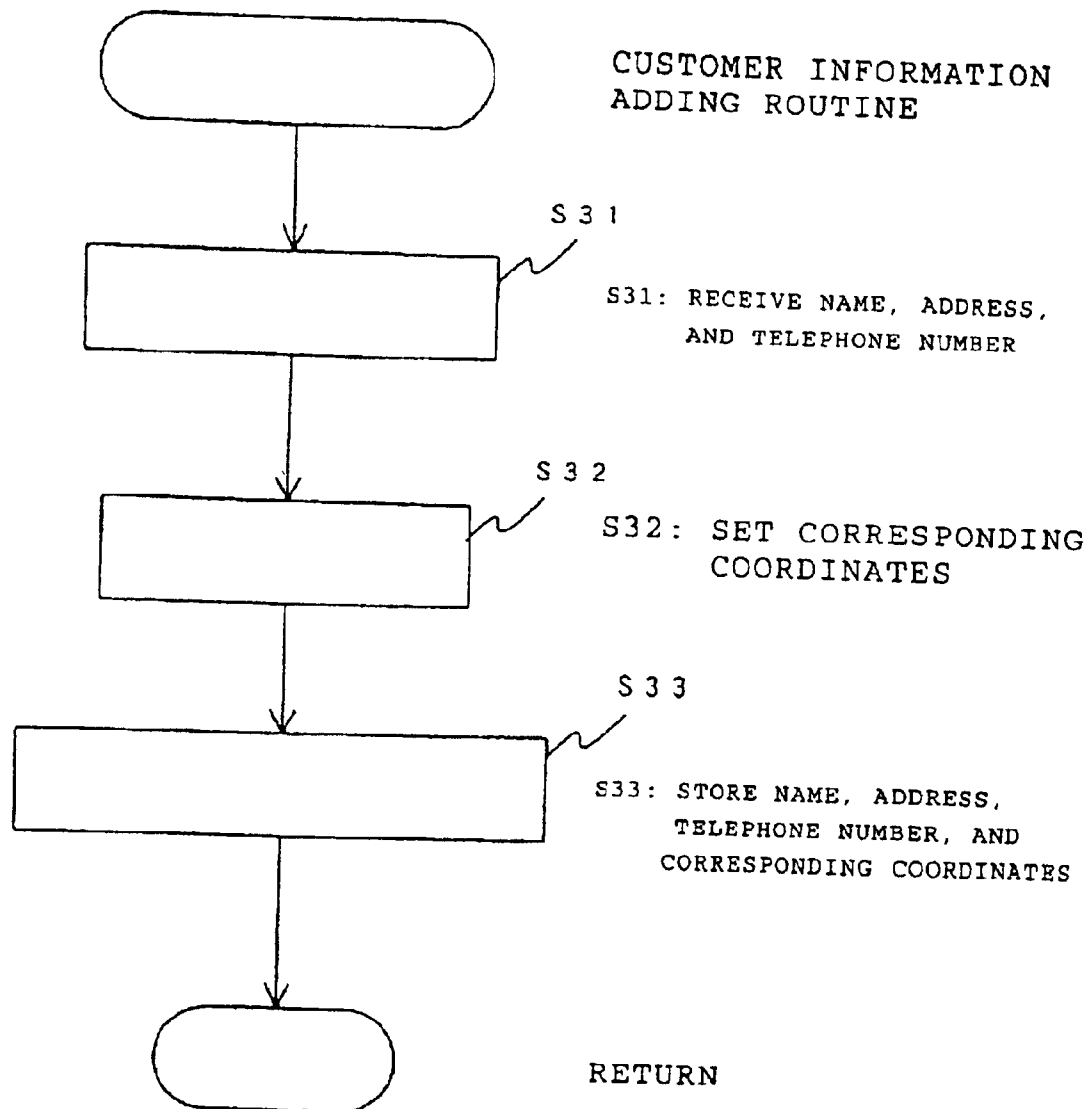 CUSTOMER INFORMATION
ADDING ROUTINE
S31
S31: RECEIVE NAME, ADDRESS,
AND TELEPHONE NUMBER
S32
S32: SET CORRESPONDING
COORDINATES
S33
S33: STORE NAME, ADDRESS,
TELEPHONE NUMBER, AND
CORRESPONDING COORDINATES
RETURN